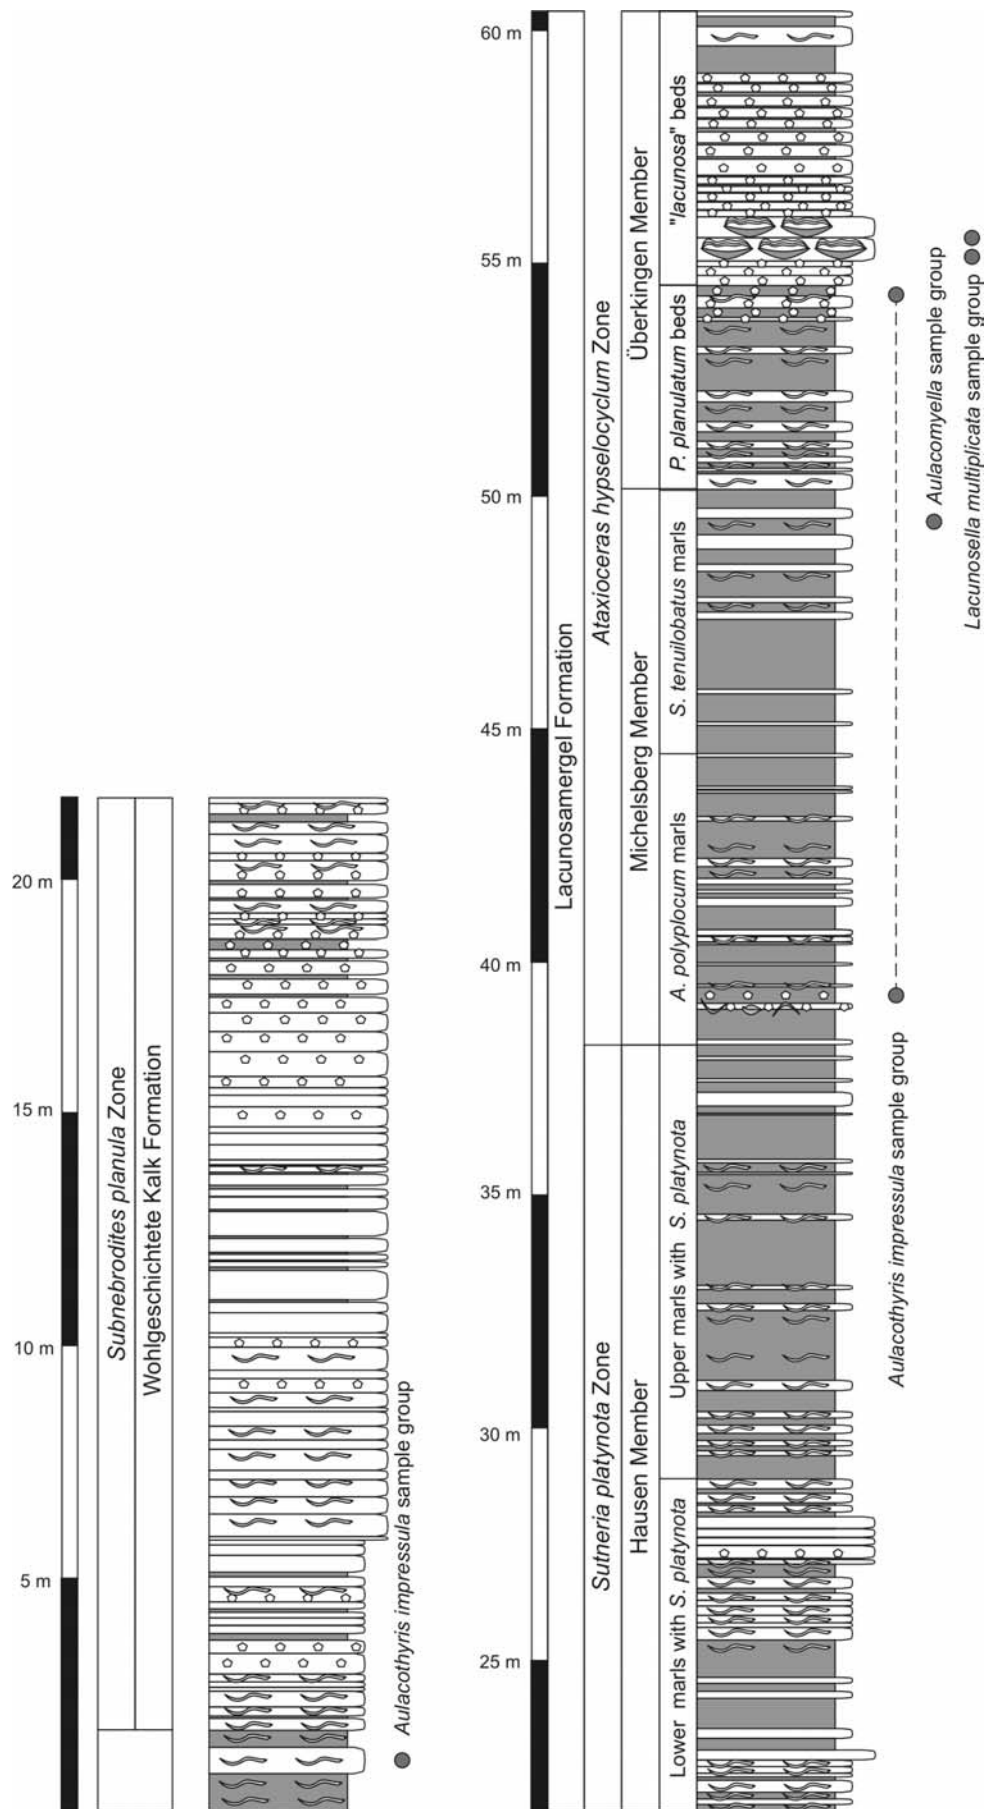 60 m
55 m
50 m
45 m
40 m
35 m
30 m
25 m
Lacunosamergel Formation
Ataxioceras hypselocyclum Zone
Sutneria platynota Zone
Überkingen Member
Michelsberg Member
Hausen Member
"lacunosa" beds
P. planulatum beds
S. tenuilobatus marls
A. polyplocum marls
Upper marls with S. platynota
Lower marls with S. platynota
Aulacothyris impressula sample group
Aulacomyella sample group
Lacunosella multiplicata sample group
20 m
15 m
10 m
5 m
Subnebrodites planula Zone
Wohlgeschichtete Kalk Formation
Aulacothyris impressula sample group